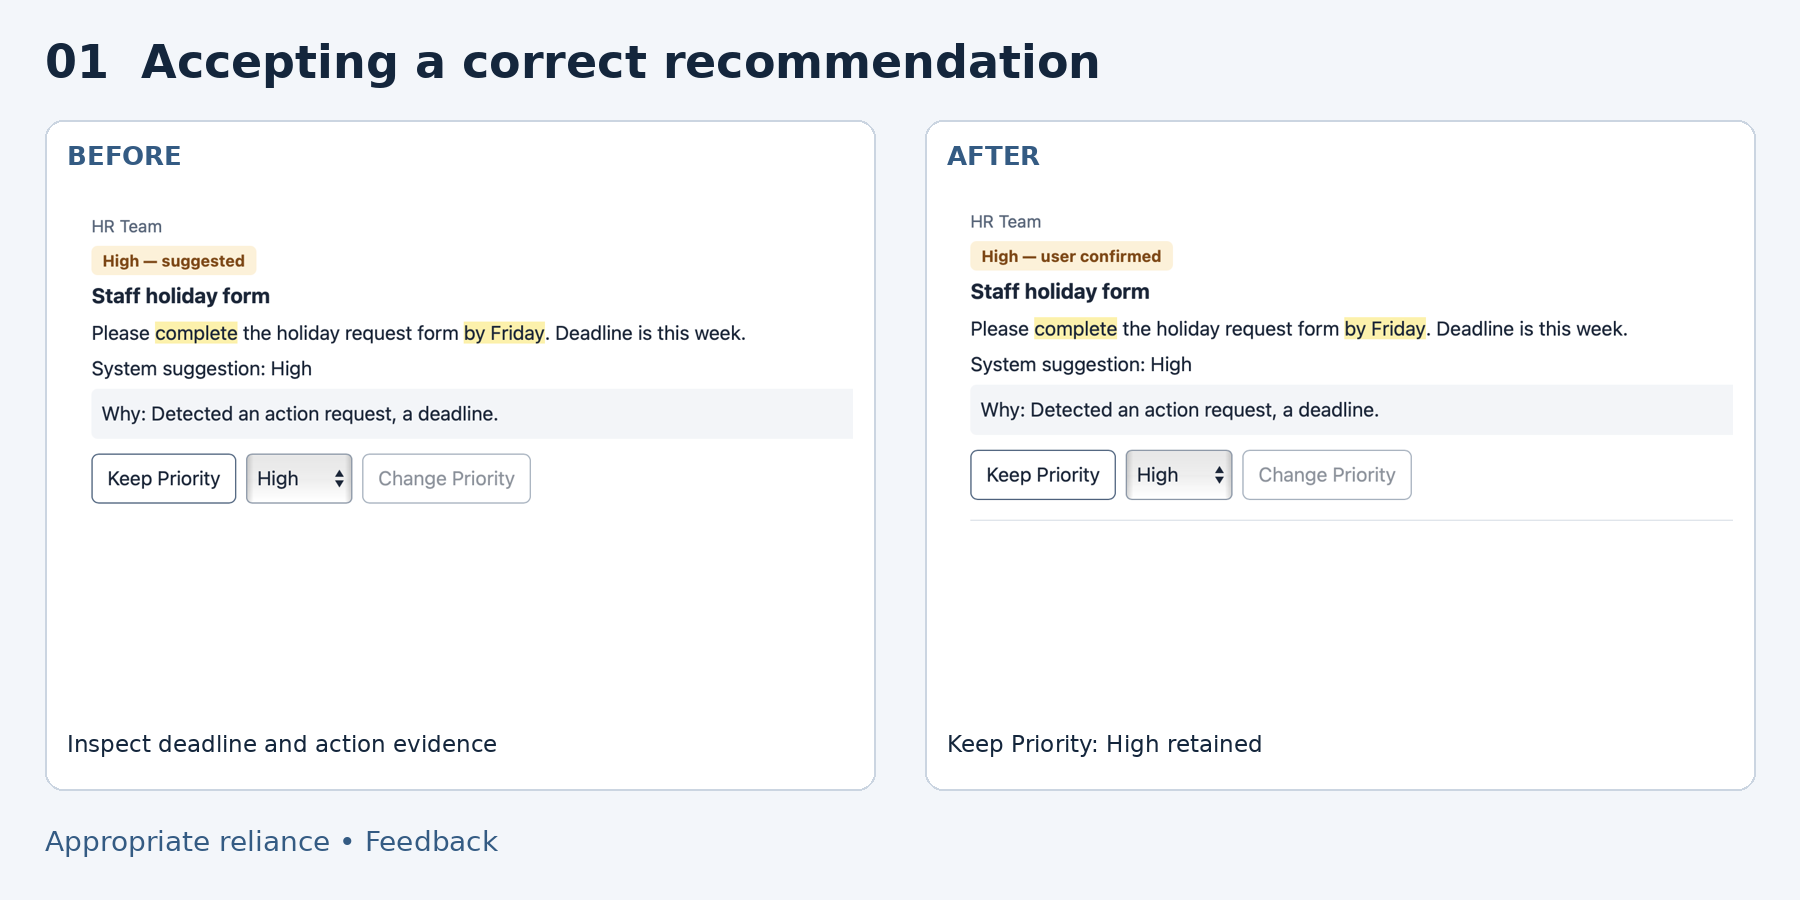 01 Accepting a correct recommendation
BEFORE
HR Team
High — suggested
Staff holiday form
Please complete the holiday request form by Friday. Deadline is this week.
System suggestion: High
Why: Detected an action request, a deadline.
Keep Priority High Change Priority
Inspect deadline and action evidence
AFTER
HR Team
High — user confirmed
Staff holiday form
Please complete the holiday request form by Friday. Deadline is this week.
System suggestion: High
Why: Detected an action request, a deadline.
Keep Priority High Change Priority
Keep Priority: High retained
Appropriate reliance • Feedback